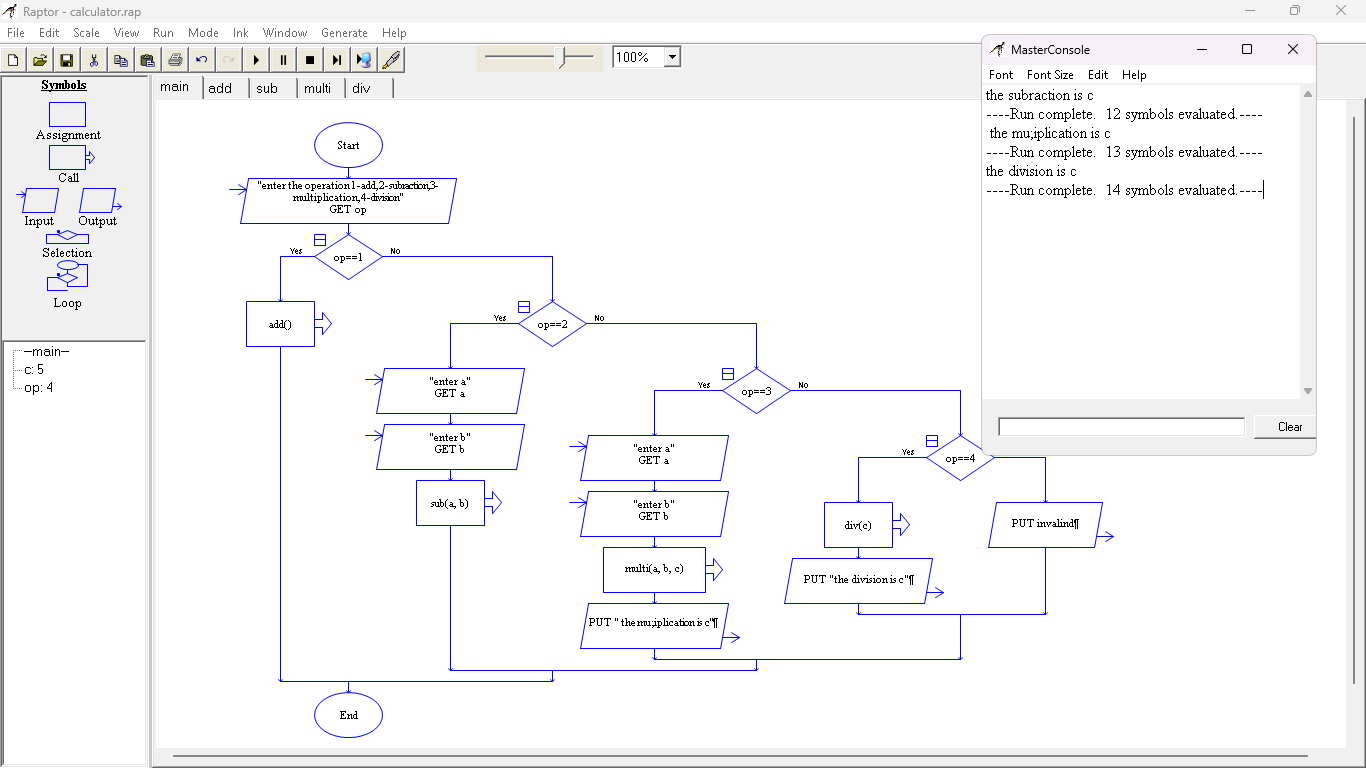 Raptor - calculator.rap
File Edit Scale View Run Mode Ink Window Generate Help
100%
Symbols
Assignment
Call
Input Output
Selection
Loop
--main--
c: 5
op: 4
main add sub multi div
Start
"enter the operation 1-add,2-subraction,3-
multiplication,4-division"
GET op
Yes op==1 No
add()
Yes op==2 No
"enter a"
GET a
"enter b"
GET b
sub(a, b)
Yes op==3 No
"enter a"
GET a
"enter b"
GET b
multi(a, b, c)
PUT " the mu;iplication is c"¶
Yes op==4
div(c)
PUT "the division is c"¶
PUT invalind¶
End
MasterConsole
Font Font Size Edit Help
the subraction is c
----Run complete. 12 symbols evaluated.----
the mu;iplication is c
----Run complete. 13 symbols evaluated.----
the division is c
----Run complete. 14 symbols evaluated.----
Clear